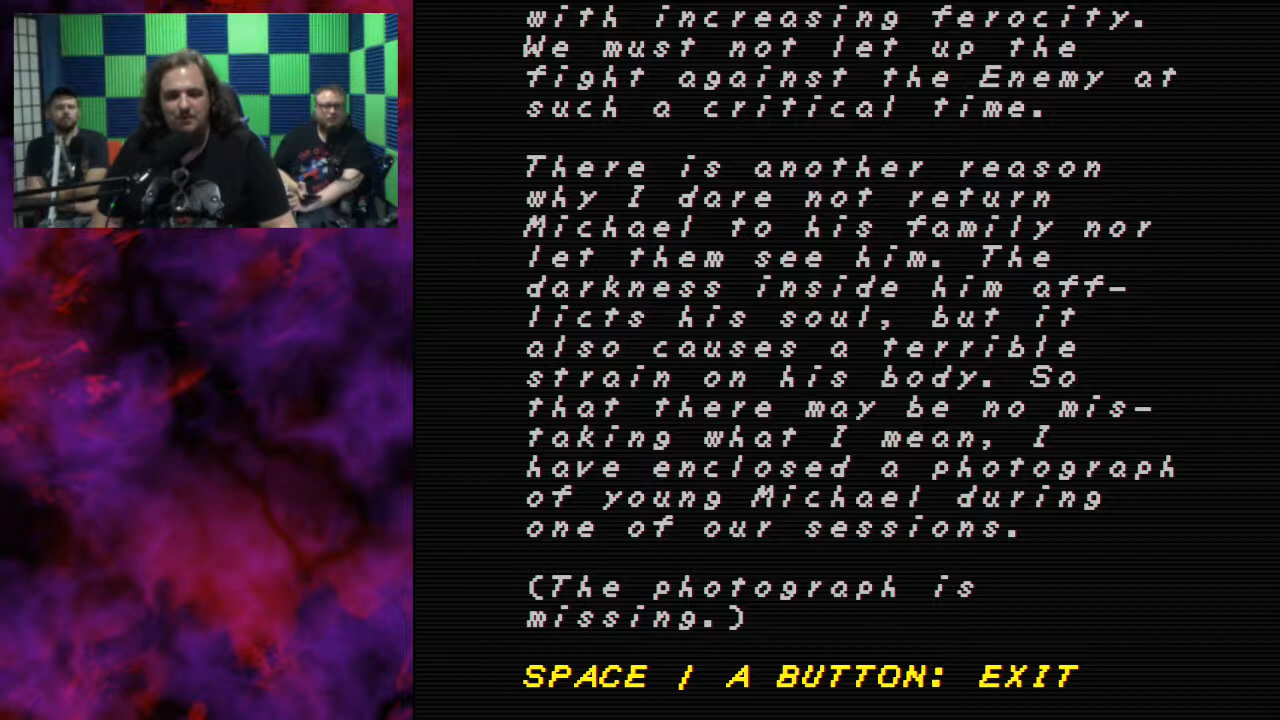 with increasing ferocity.
We must not let up the
fight against the Enemy at
such a critical time.
There is another reason
why I dare not return
Michael to his family nor
let them see him. The
darkness inside him aff-
licts his soul, but it
also causes a terrible
strain on his body. So
that there may be no mis-
taking what I mean, I
have enclosed a photograph
of young Michael during
one of our sessions.
(The photograph is
missing.)
SPACE / A BUTTON: EXIT